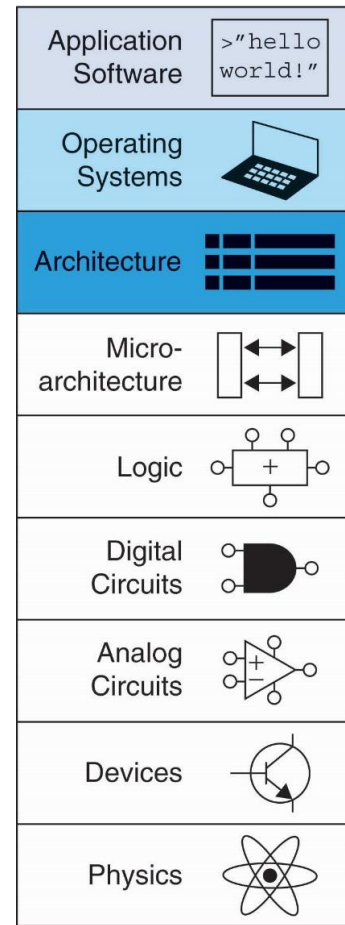 Application
Software
>"hello
world!"
Operating
Systems
Architecture
Micro-
architecture
Logic
+
Digital
Circuits
Analog
Circuits
+
−
Devices
Physics